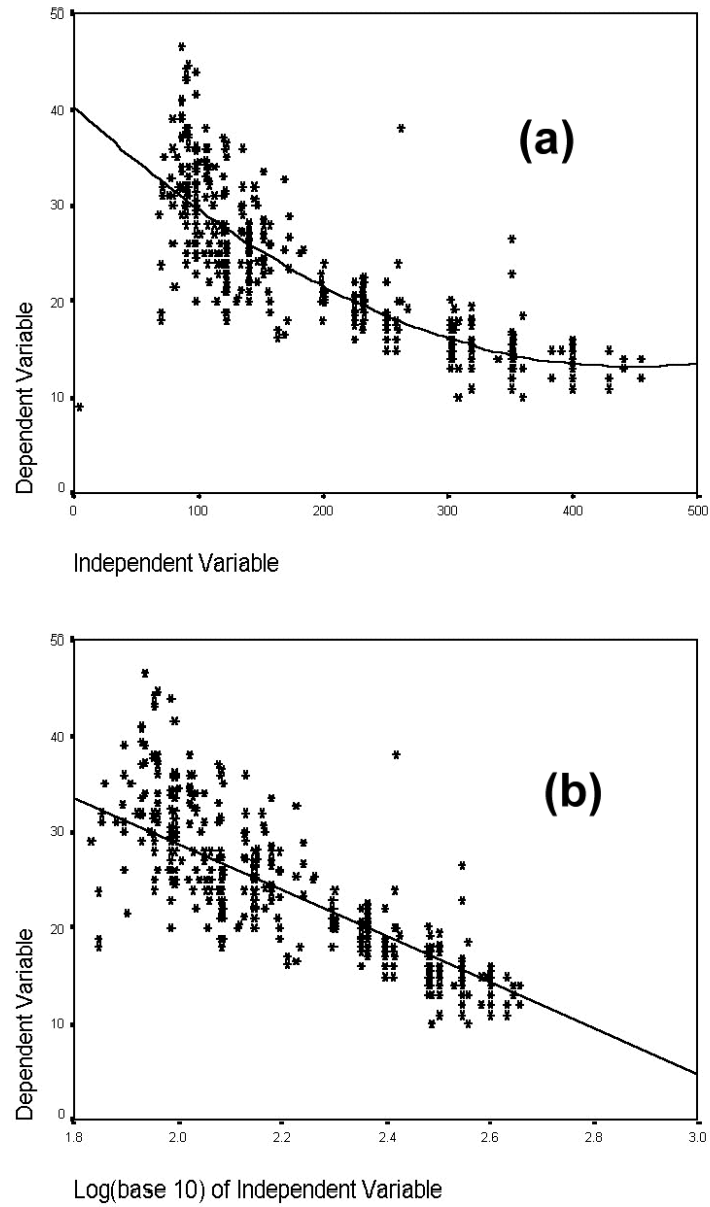 50
40
30
20
10
0
Dependent Variable
(a)
0 100 200 300 400 500
Independent Variable
50
40
30
20
10
0
Dependent Variable
(b)
1.8 2.0 2.2 2.4 2.6 2.8 3.0
Log(base 10) of Independent Variable